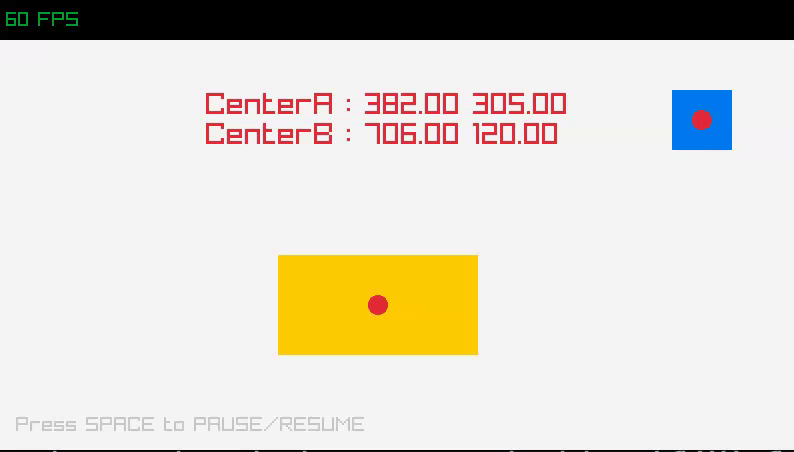 60 FPS
CenterA : 382.00 305.00
CenterB : 706.00 120.00
Press SPACE to PAUSE/RESUME